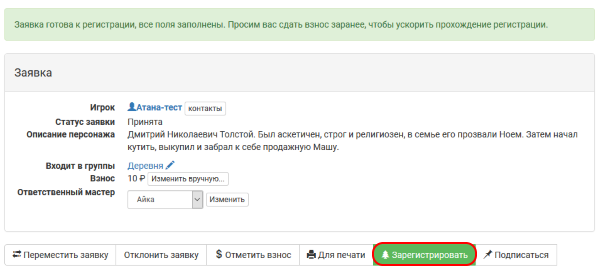 Заявка готова к регистрации, все поля заполнены. Просим вас сдать взнос заранее, чтобы ускорить прохождение регистрации.
Заявка
Игрок Атана-тест контакты
Статус заявки Принята
Описание персонажа Дмитрий Николаевич Толстой. Был аскетичен, строг и религиозен, в семье его прозвали Ноем. Затем начал
кутить, выкупил и забрал к себе продажную Машу.
Входит в группы Деревня
Взнос 10 ₽ Изменить вручную...
Ответственный мастер Айка Изменить
Переместить заявку Отклонить заявку $ Отметить взнос Для печати Зарегистрировать Подписаться